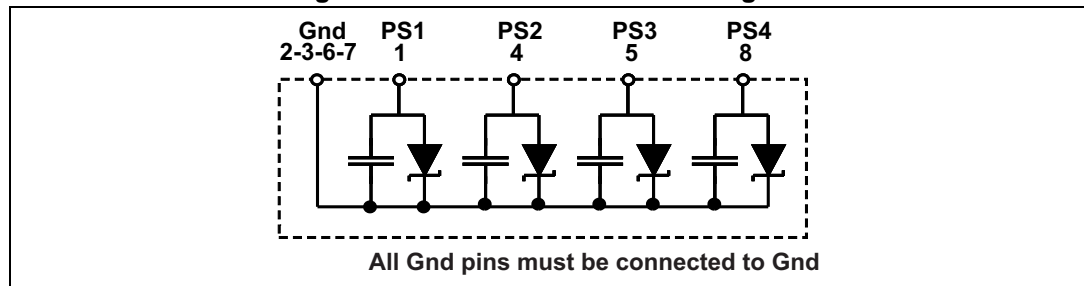 Gnd PS1 PS2 PS3 PS4
2-3-6-7 1 4 5 8
All Gnd pins must be connected to Gnd